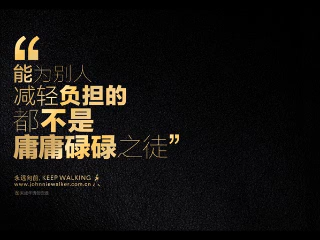 “
能为别人
减轻负担的
都不是
庸庸碌碌之徒”
永远向前. KEEP WALKING
www.johnniewalker.com.cn